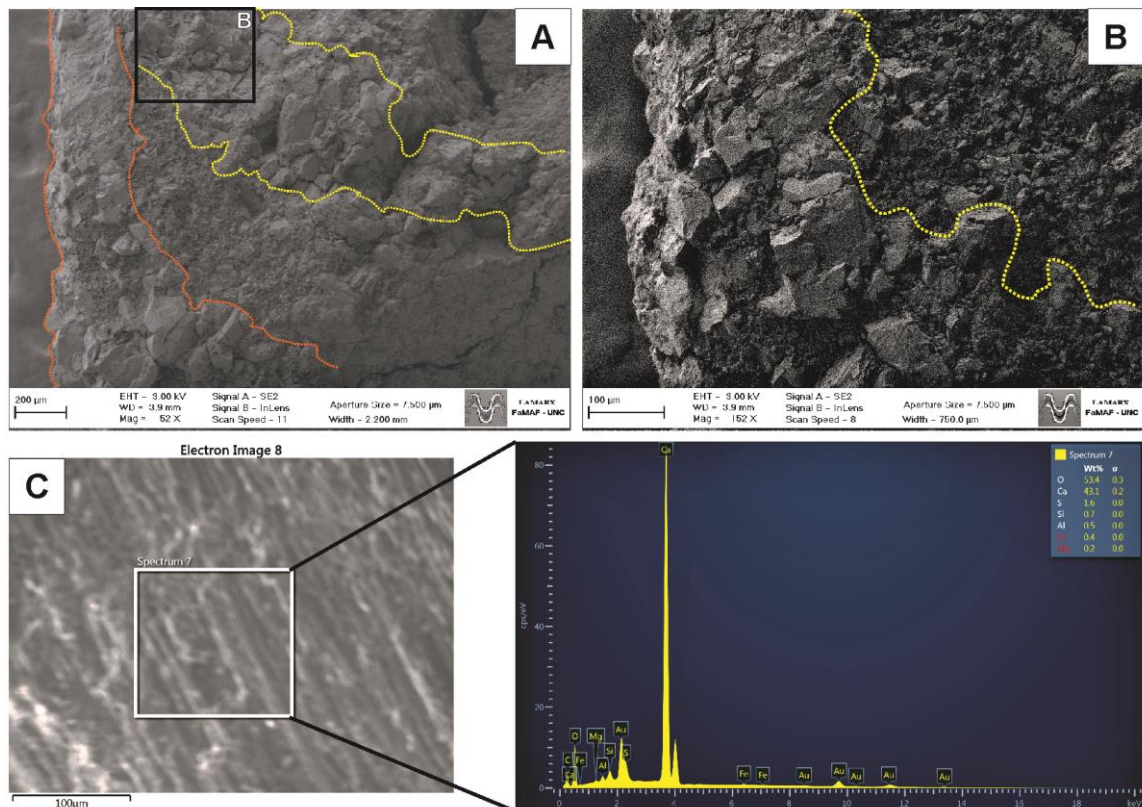 B
A
200 µm
EHT = 3.00 kV
WD = 3.9 mm
Mag = 52 X
Signal A = SE2
Signal B = InLens
Scan Speed = 11
Aperture Size = 7,500 µm
Width = 2.200 mm
LAMARX
FaMAF - UNC
B
100 µm
EHT = 3.00 kV
WD = 3.9 mm
Mag = 152 X
Signal A = SE2
Signal B = InLens
Scan Speed = 8
Aperture Size = 7,500 µm
Width = 750.0 µm
LAMARX
FaMAF - UNC
Electron Image 8
C
Spectrum 7
100µm
Spectrum 7
Wt% σ
O 53.4 0.3
Ca 43.1 0.2
S 1.6 0.0
Si 0.7 0.0
Al 0.5 0.0
0.4 0.0
0.2 0.0
cps/eV
80
60
40
20
0
Ca
O
C
Fe
Ca
Mg
Al
Si
Au
S
Fe
Fe
Au
Au
Au
Au
Au
0 2 4 6 8 10 12 14 16 18